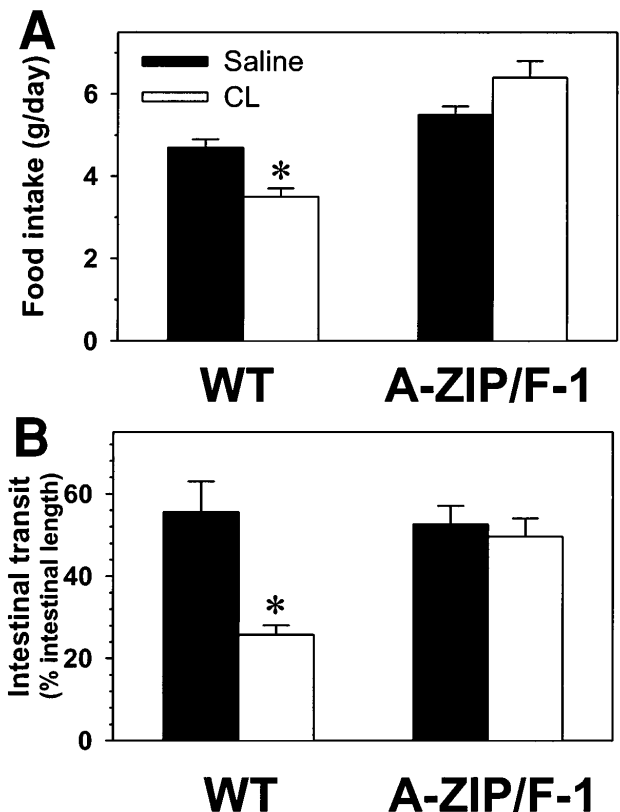 A
Saline
CL
Food intake (g/day)
6
4
2
0
WT A-ZIP/F-1
B
Intestinal transit
(% intestinal length)
60
40
20
0
*
*
WT A-ZIP/F-1